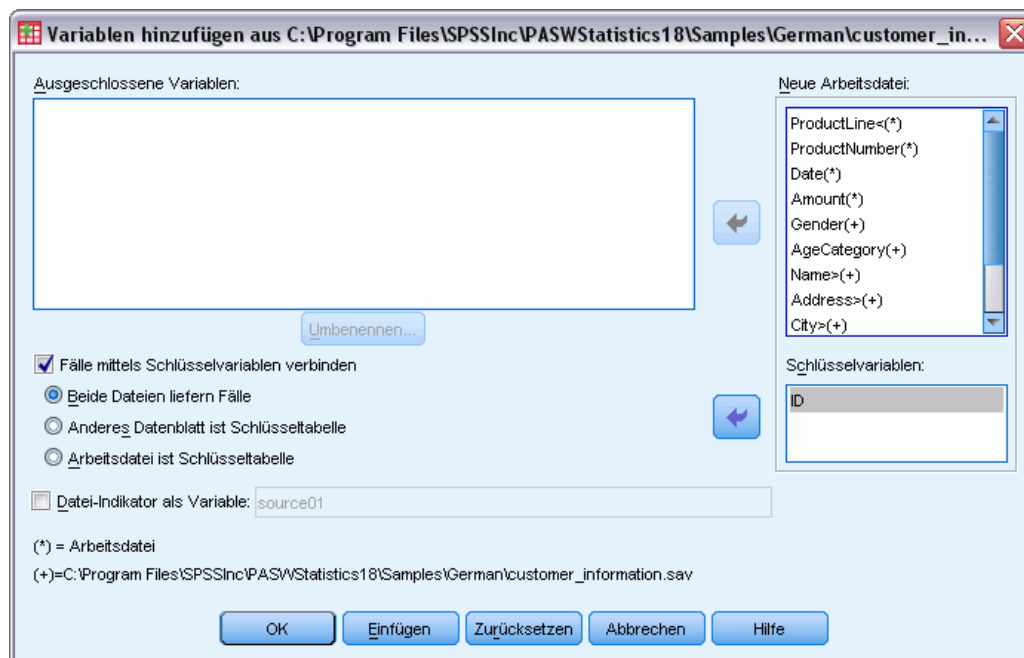 Variablen hinzufügen aus C:\Program Files\SPSSInc\PASWStatistics18\Samples\German\customer_in...
Ausgeschlossene Variablen:
Neue Arbeitsdatei:
ProductLine<(*)
ProductNumber(*)
Date(*)
Amount(*)
Gender(+)
AgeCategory(+)
Name>(+)
Address>(+)
City>(+)
Umbenennen...
Fälle mittels Schlüsselvariablen verbinden
Beide Dateien liefern Fälle
Anderes Datenblatt ist Schlüsseltabelle
Arbeitsdatei ist Schlüsseltabelle
Schlüsselvariablen:
ID
Datei-Indikator als Variable: source01
(*) = Arbeitsdatei
(+)=C:\Program Files\SPSSInc\PASWStatistics18\Samples\German\customer_information.sav
OK Einfügen Zurücksetzen Abbrechen Hilfe